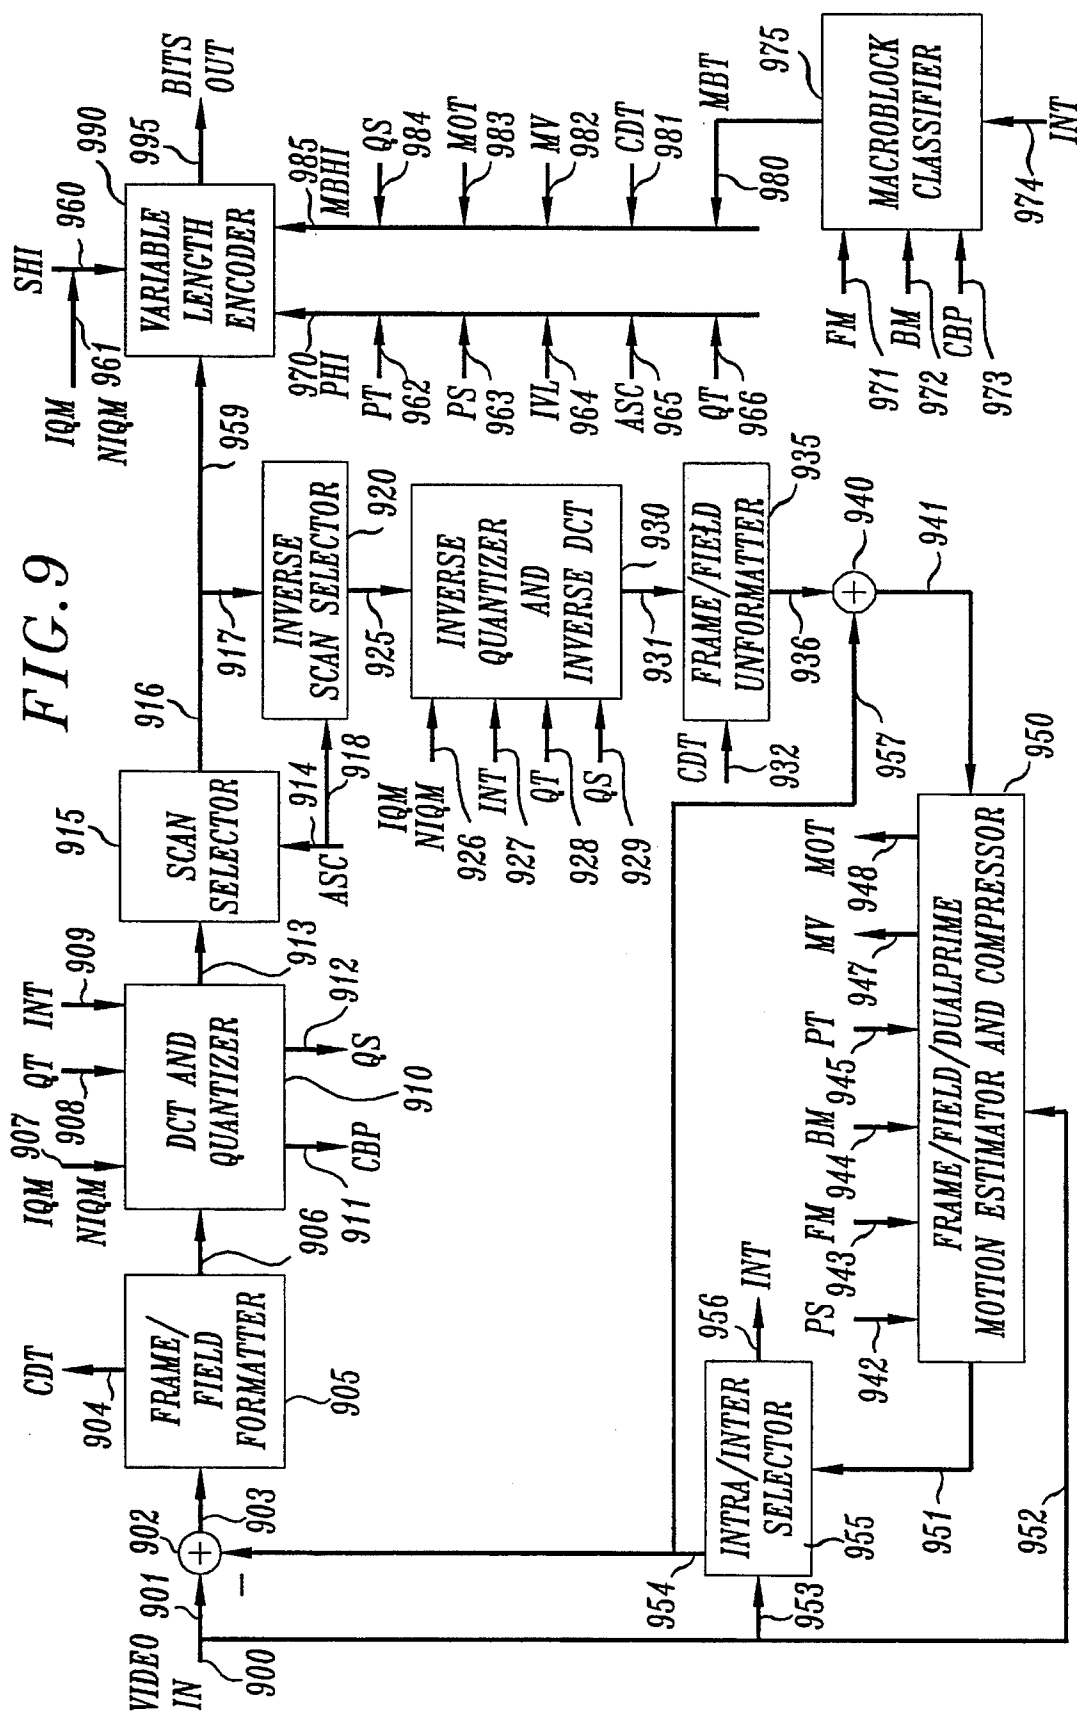 FIG.9
VIDEO
IN
900
901
902
903
CDT
904
FRAME/
FIELD
FORMATTER
905
906
IQM
NIQM
907
QT
908
INT
909
DCT AND
QUANTIZER
910
911
CBP
912
QS
913
915
SCAN
SELECTOR
914
ASC
916
917
918
INVERSE
SCAN SELECTOR
920
925
IQM
NIQM
926
INT
927
QT
928
QS
929
INVERSE
QUANTIZER
AND
INVERSE DCT
930
931
CDT
932
FRAME/FIELD
UNFORMATTER
935
936
940
941
957
959
SHI
960
IQM
NIQM
961
VARIABLE
LENGTH
ENCODER
990
995
BITS
OUT
970
PHI
PT
962
PS
963
IVL
964
ASC
965
QT
966
985
MBHI
QS
984
MOT
983
MV
982
CDT
981
MBT
980
FM
971
BM
972
CBP
973
MACROBLOCK
CLASSIFIER
975
974
INT
954
953
INTRA/INTER
SELECTOR
955
956
INT
951
952
PS
942
FM
943
BM
944
PT
945
MV
947
MOT
948
FRAME/FIELD/DUALPRIME
MOTION ESTIMATOR AND COMPRESSOR
950